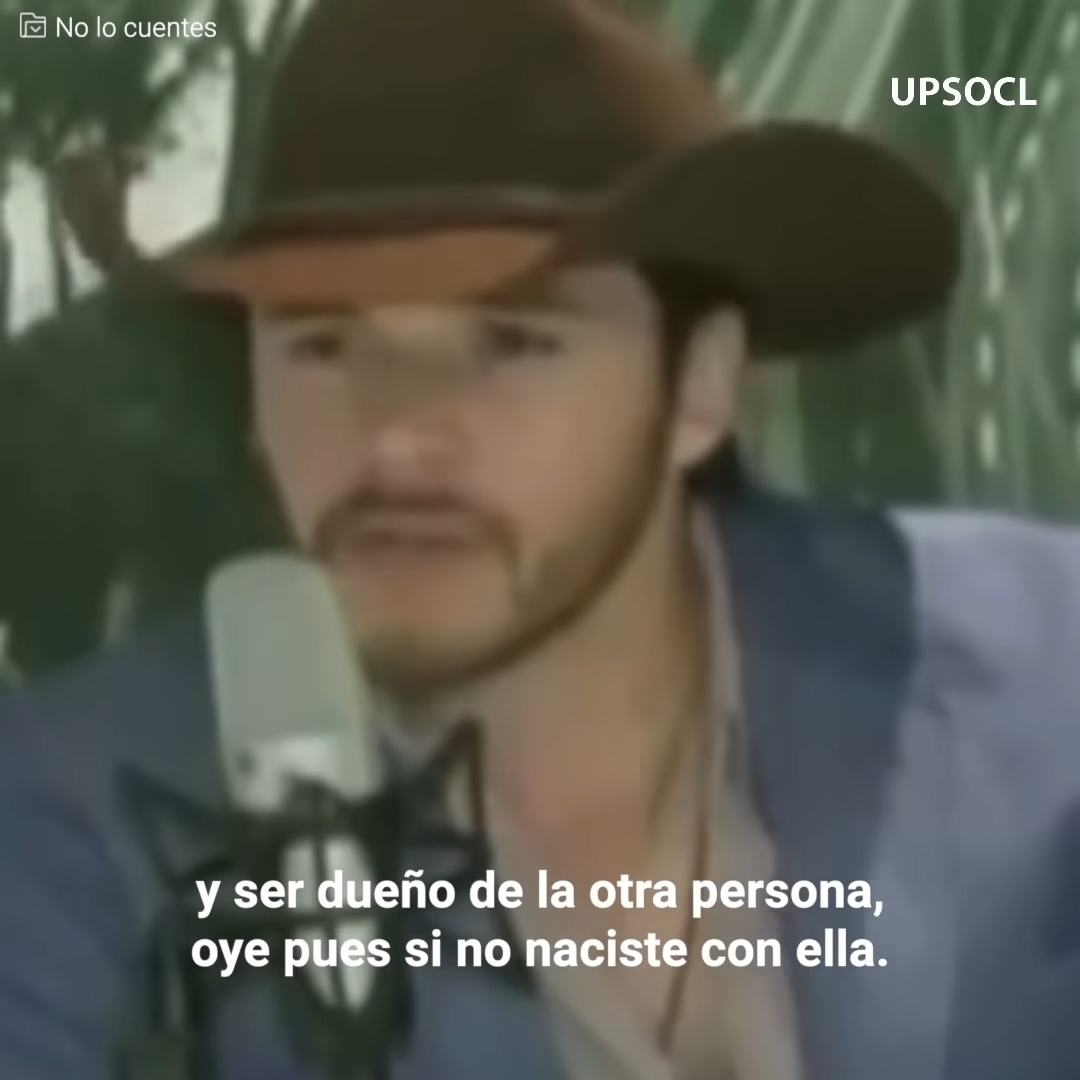 No lo cuentes
UPSOCL
y ser dueño de la otra persona,
oye pues si no naciste con ella.